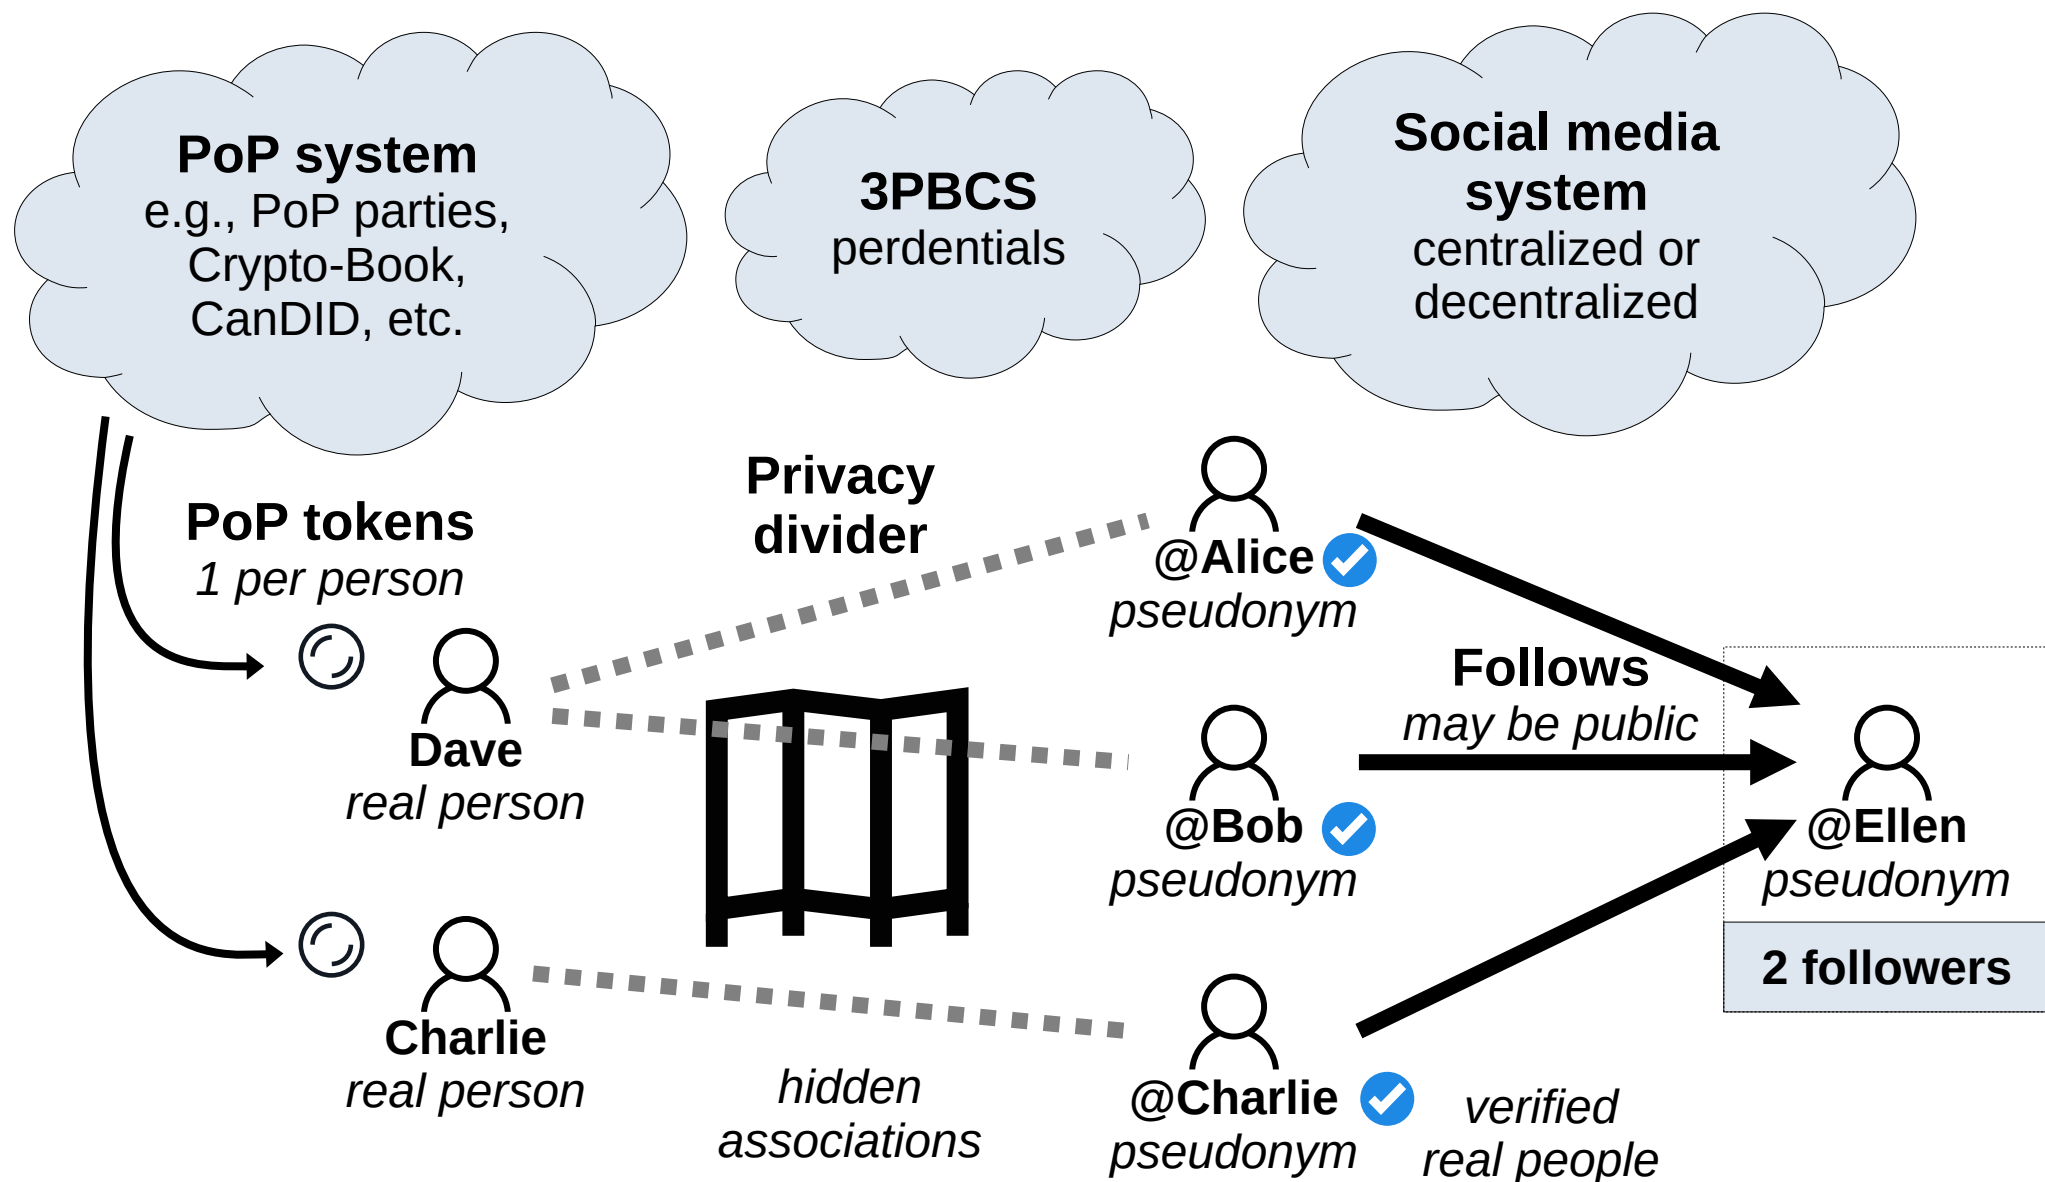 PoP system
e.g., PoP parties,
Crypto-Book,
CanDID, etc.
3PBCS
perdentials
Social media
system
centralized or
decentralized
PoP tokens
1 per person
Privacy
divider
@Alice
pseudonym
Dave
real person
Follows
may be public
@Bob
pseudonym
@Ellen
pseudonym
2 followers
Charlie
real person
hidden
associations
@Charlie
pseudonym
verified
real people